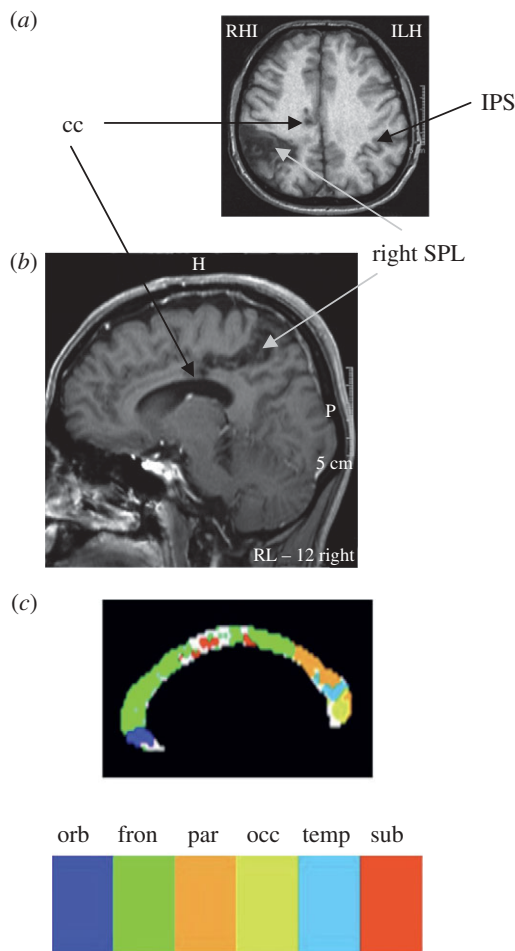 (a)
RHI ILH
IPS
cc
right SPL
(b)
H
P
5 cm
RL – 12 right
(c)
orb fron par occ temp sub